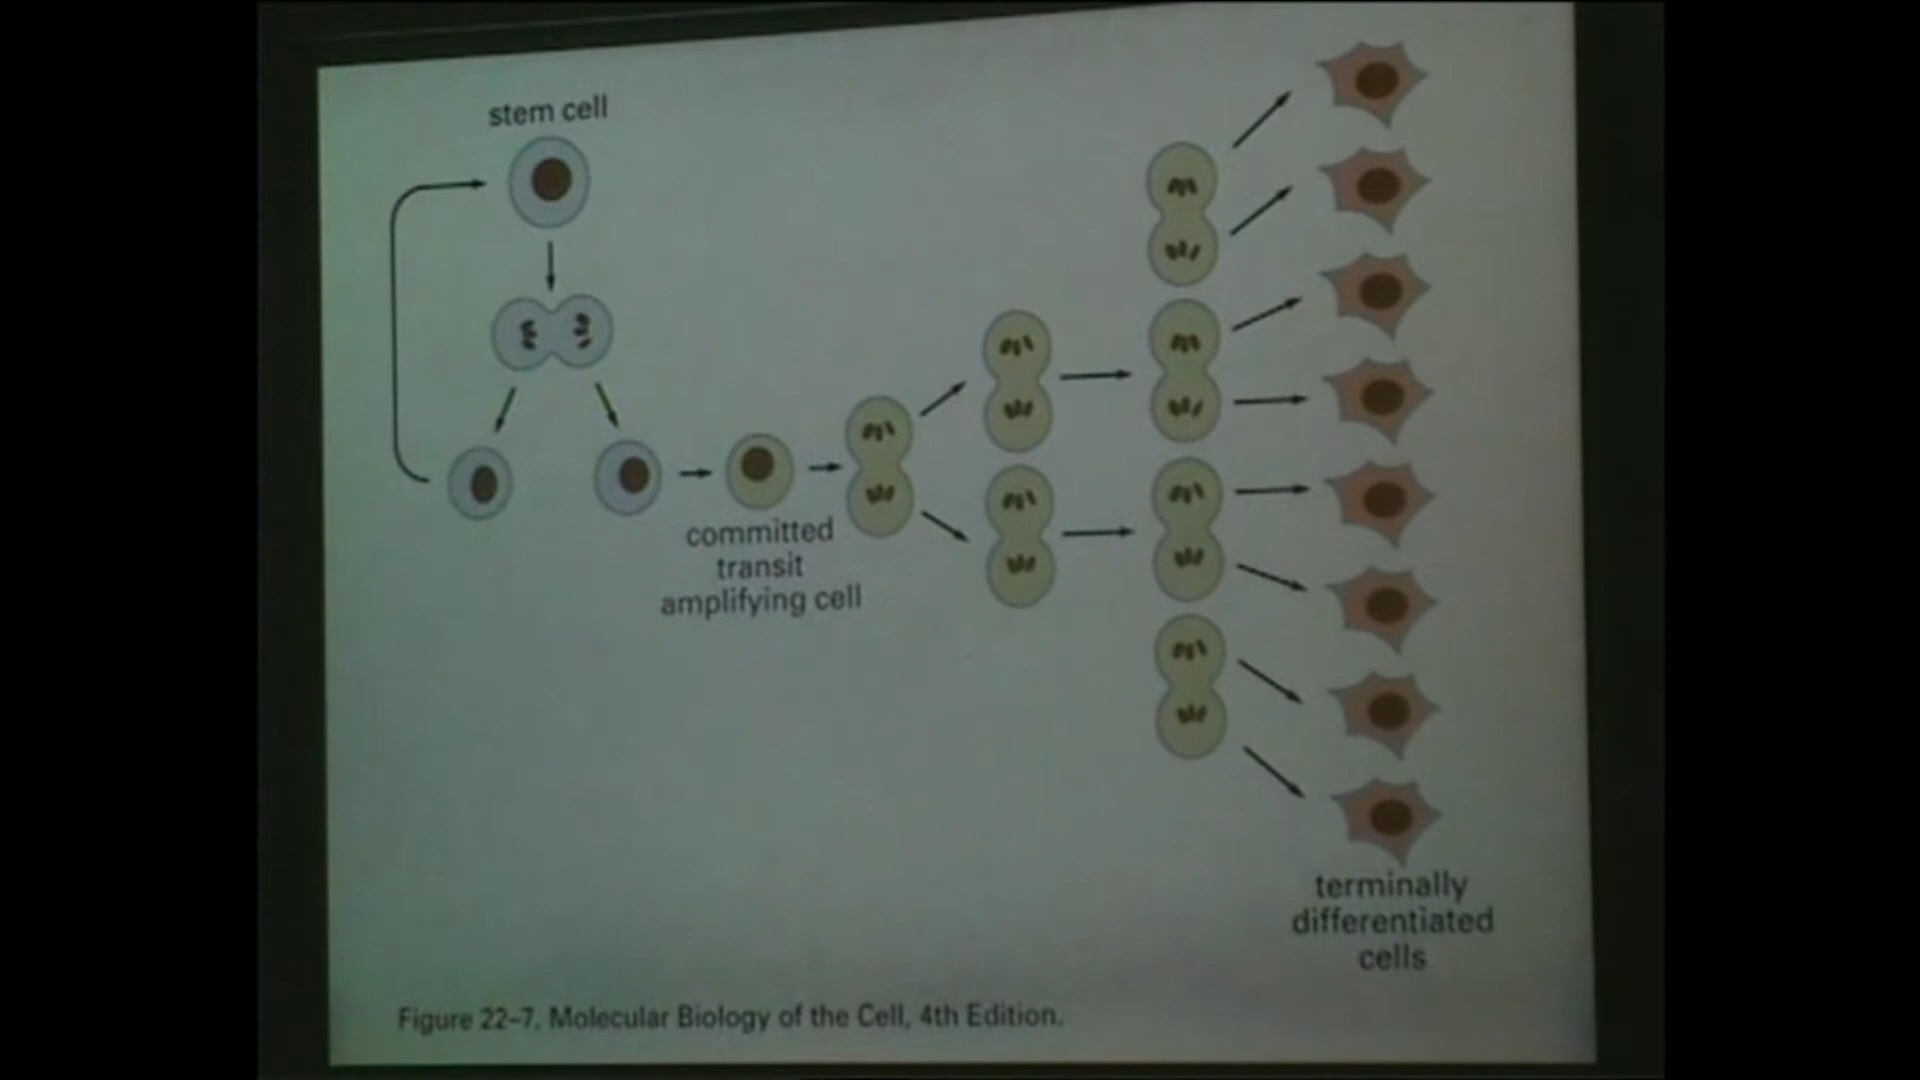 stem cell
committed
transit
amplifying cell
terminally
differentiated
cells
Figure 22–7. Molecular Biology of the Cell, 4th Edition.